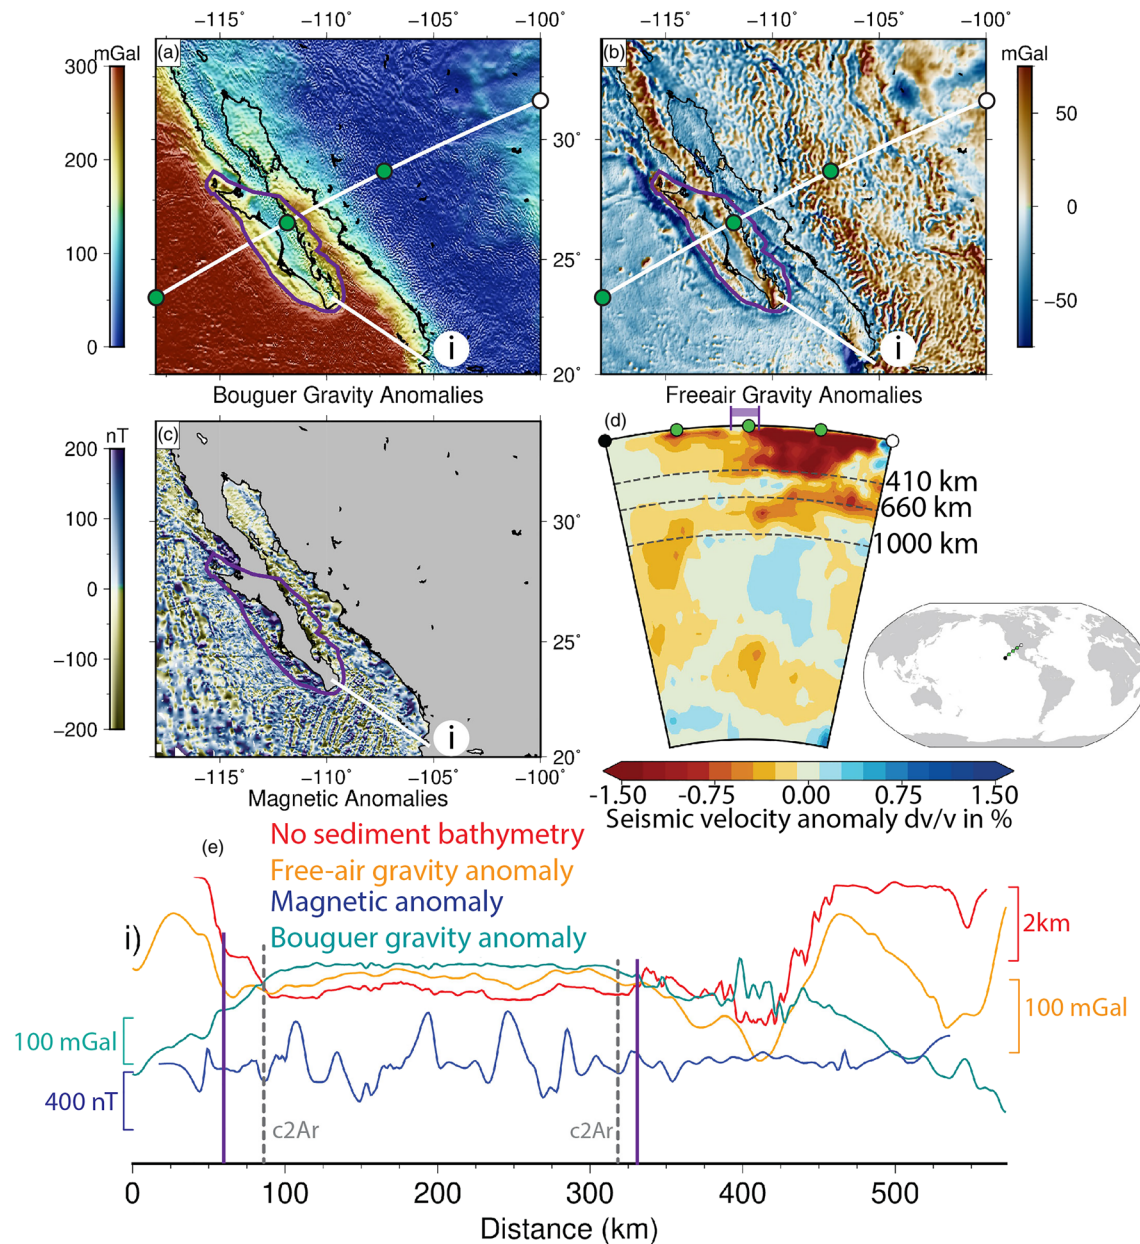 −115° −110° −105° −100° −115° −110° −105° −100°
mGal (a) (b) mGal
300
200
100
0
30°
25°
20°
i
30°
25°
20°
i
50
0
−50
Bouguer Gravity Anomalies Freeair Gravity Anomalies
nT (c) (d)
200
100
0
−100
−200
30°
25°
20°
i
410 km
660 km
1000 km
−115° −110° −105° −100°
Magnetic Anomalies
-1.50 -0.75 0.00 0.75 1.50
Seismic velocity anomaly dv/v in %
(e)
No sediment bathymetry
Free-air gravity anomaly
Magnetic anomaly
Bouguer gravity anomaly
i)
2km
100 mGal
100 mGal
400 nT
c2Ar c2Ar
0 100 200 300 400 500
Distance (km)